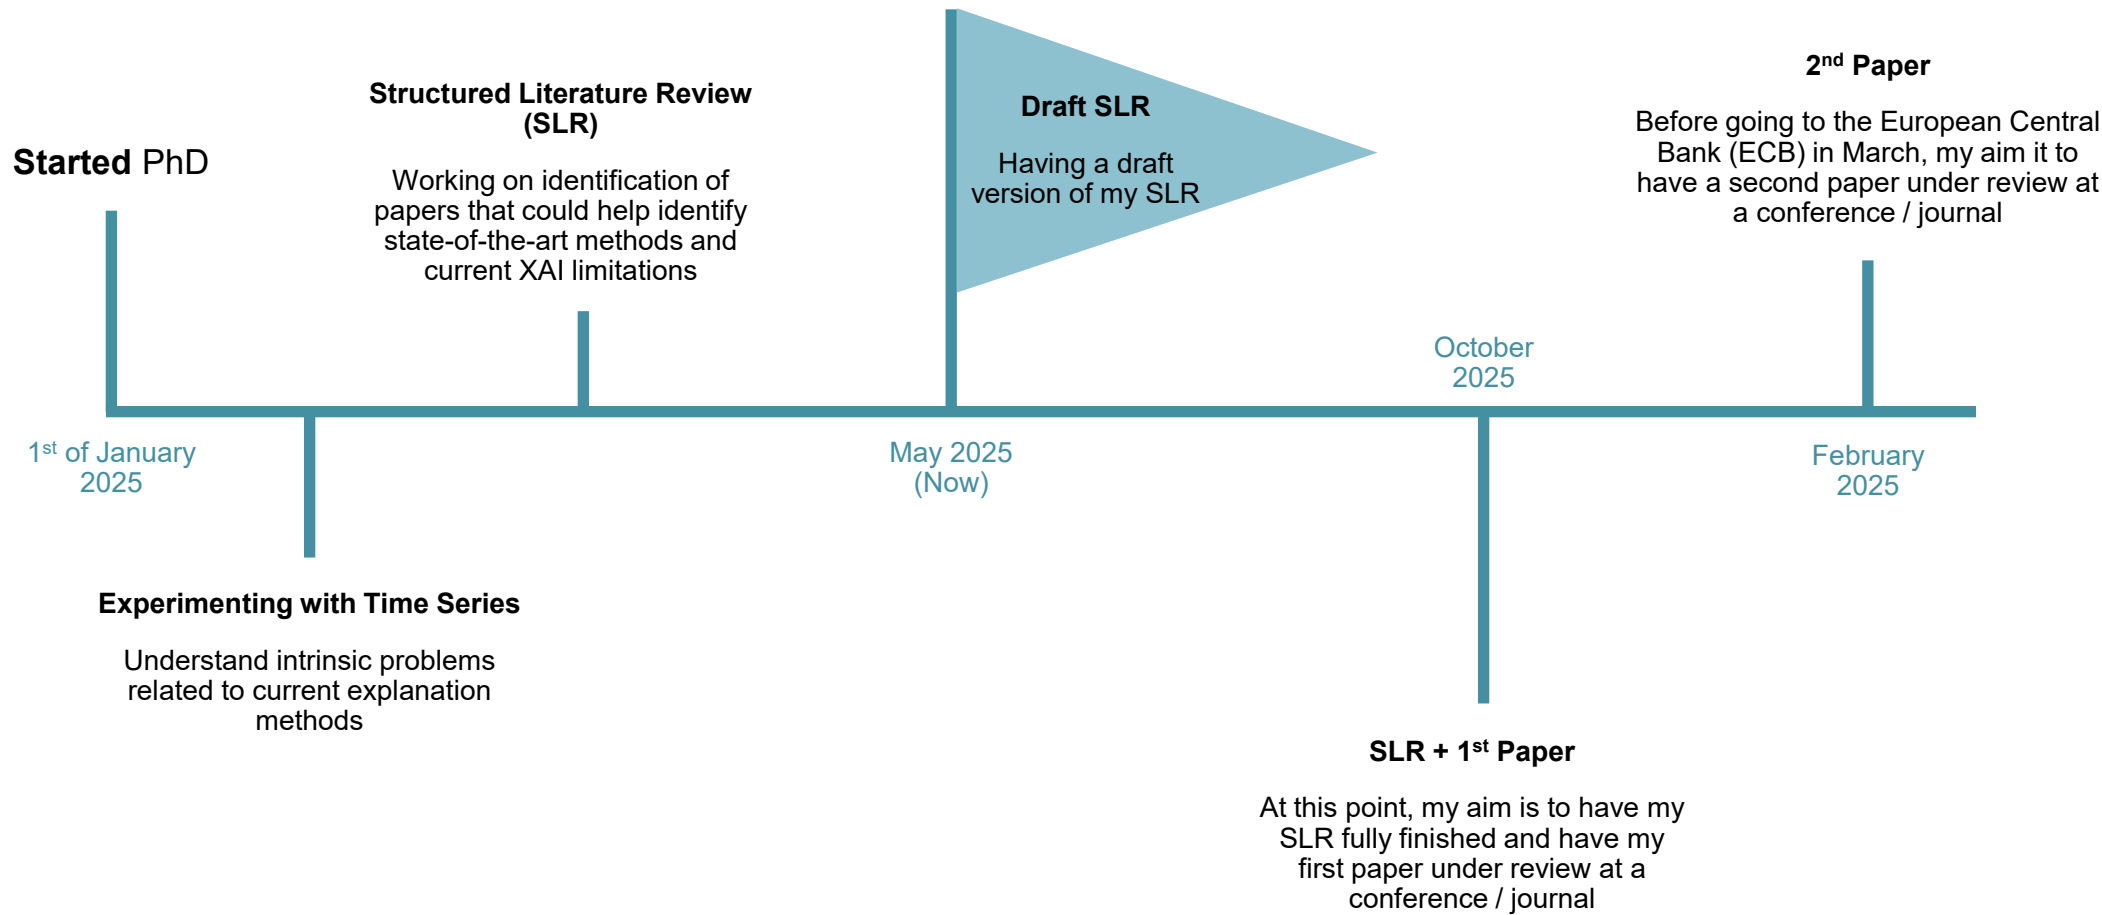 Started PhD
1st of January
2025
Experimenting with Time Series
Understand intrinsic problems
related to current explanation
methods
Structured Literature Review
(SLR)
Working on identification of
papers that could help identify
state-of-the-art methods and
current XAI limitations
Draft SLR
Having a draft
version of my SLR
May 2025
(Now)
October
2025
SLR + 1st Paper
At this point, my aim is to have my
SLR fully finished and have my
first paper under review at a
conference / journal
2nd Paper
Before going to the European Central
Bank (ECB) in March, my aim it to
have a second paper under review at
a conference / journal
February
2025